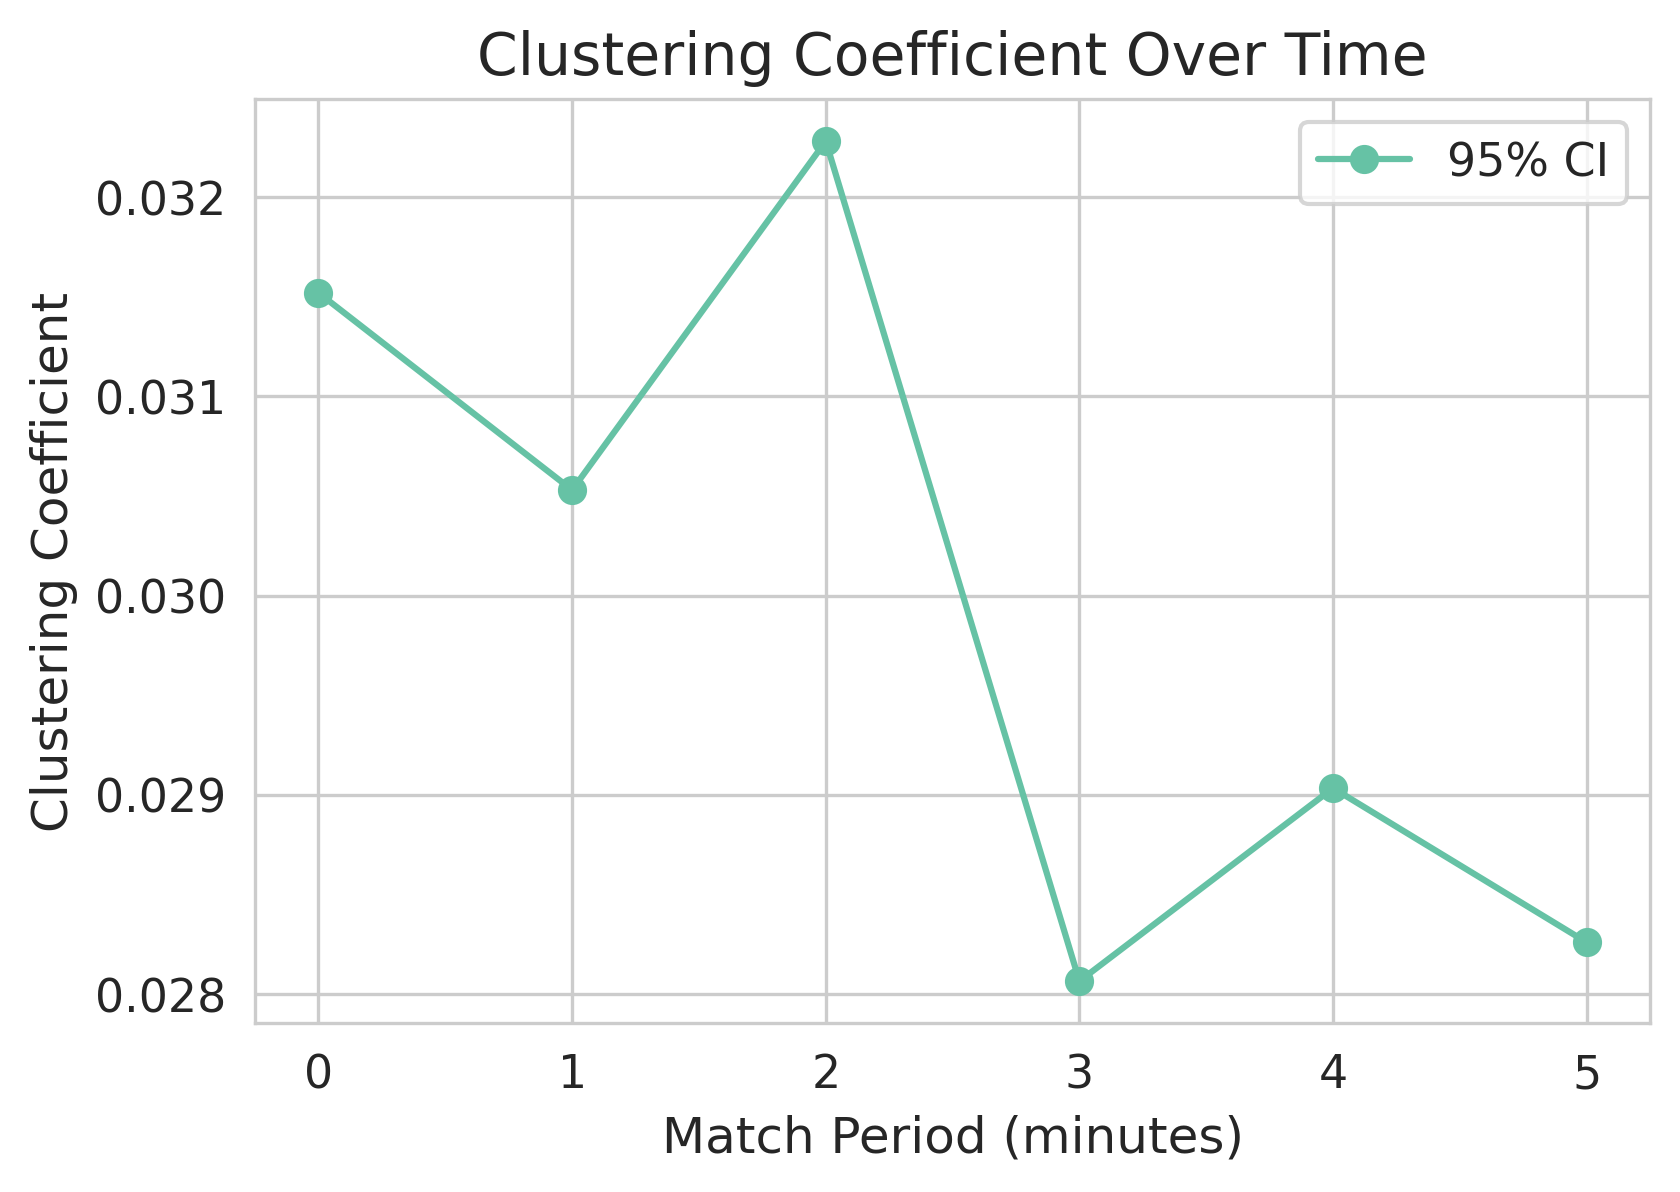 Clustering Coefficient Over Time
95% CI
Clustering Coefficient
0.032
0.031
0.030
0.029
0.028
0
1
2
3
4
5
Match Period (minutes)